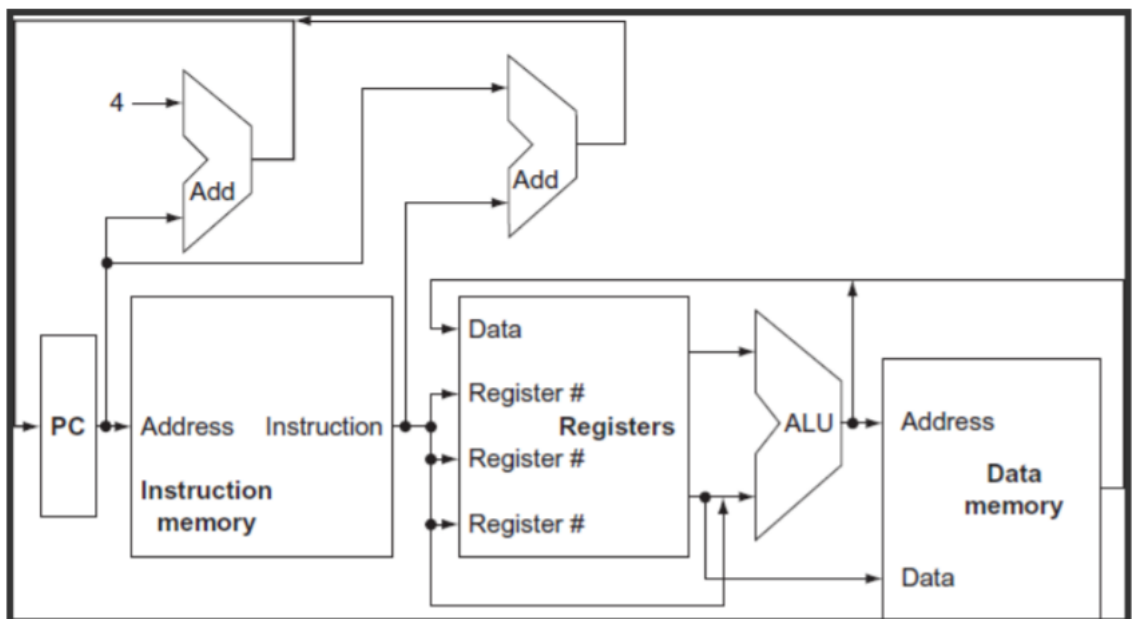 4
Add
Add
Data
Register #
PC
Address
Instruction
Registers
ALU
Address
Register #
Instruction
memory
Data
memory
Register #
Data